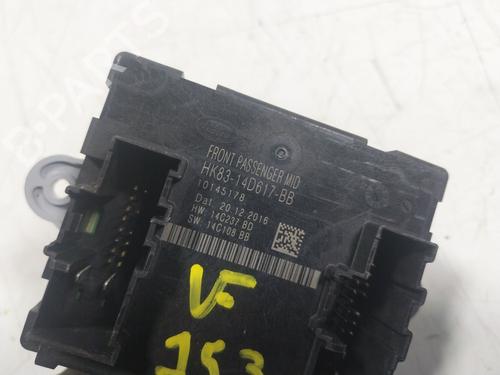 FRONT PASSENGER MID
HK83-14D617-BB
10145178
Dat. 20.12.2016
HW 14C237 BD
SW 14C108 BB
VF
153
B-PARTS